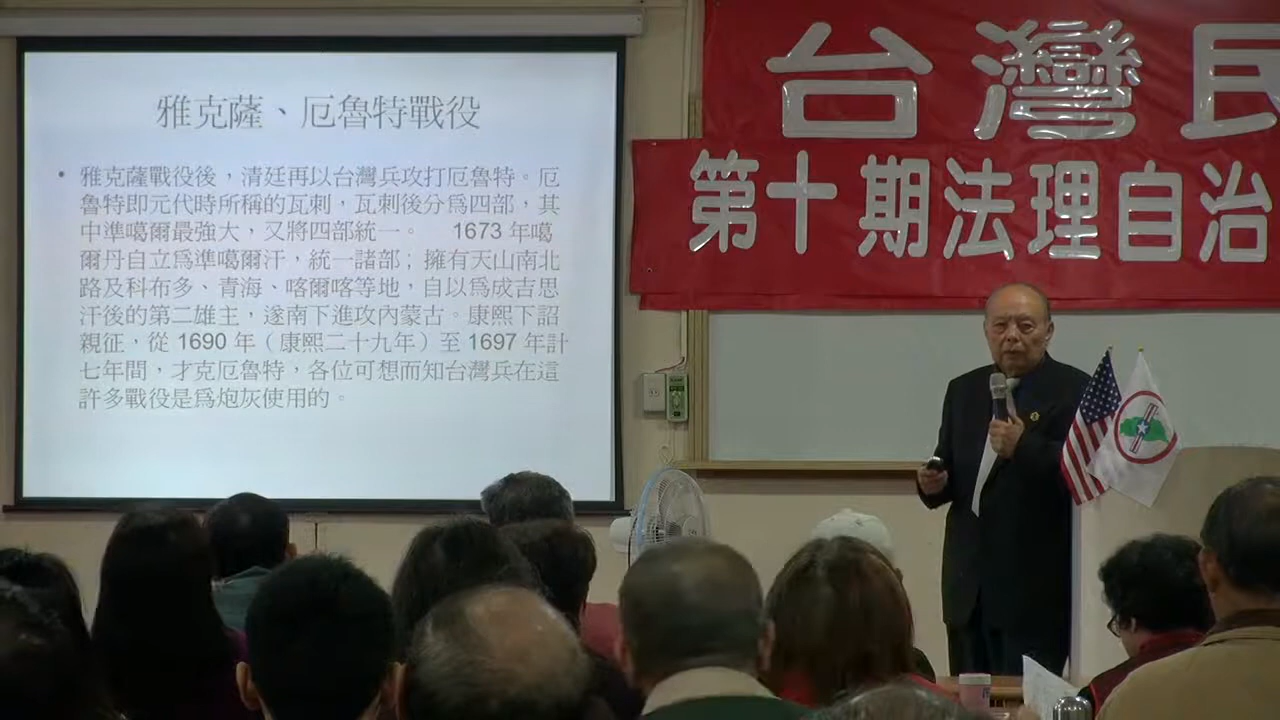 雅克薩、厄魯特戰役
• 雅克薩戰役後，清廷再以台灣兵攻打厄魯特。厄
魯特即元代時所稱的瓦剌，瓦剌後分為四部，其
中準噶爾最強大，又將四部統一。 1673 年噶
爾丹自立為準噶爾汗，統一諸部；擁有天山南北
路及科布多、青海、喀爾喀等地，自以為成吉思
汗後的第二雄主，遂南下進攻內蒙古。康熙下詔
親征，從 1690 年（康熙二十九年）至 1697 年計
七年間，才克厄魯特，各位可想而知台灣兵在這
許多戰役是為炮灰使用的。
台灣民
第十期法理自治